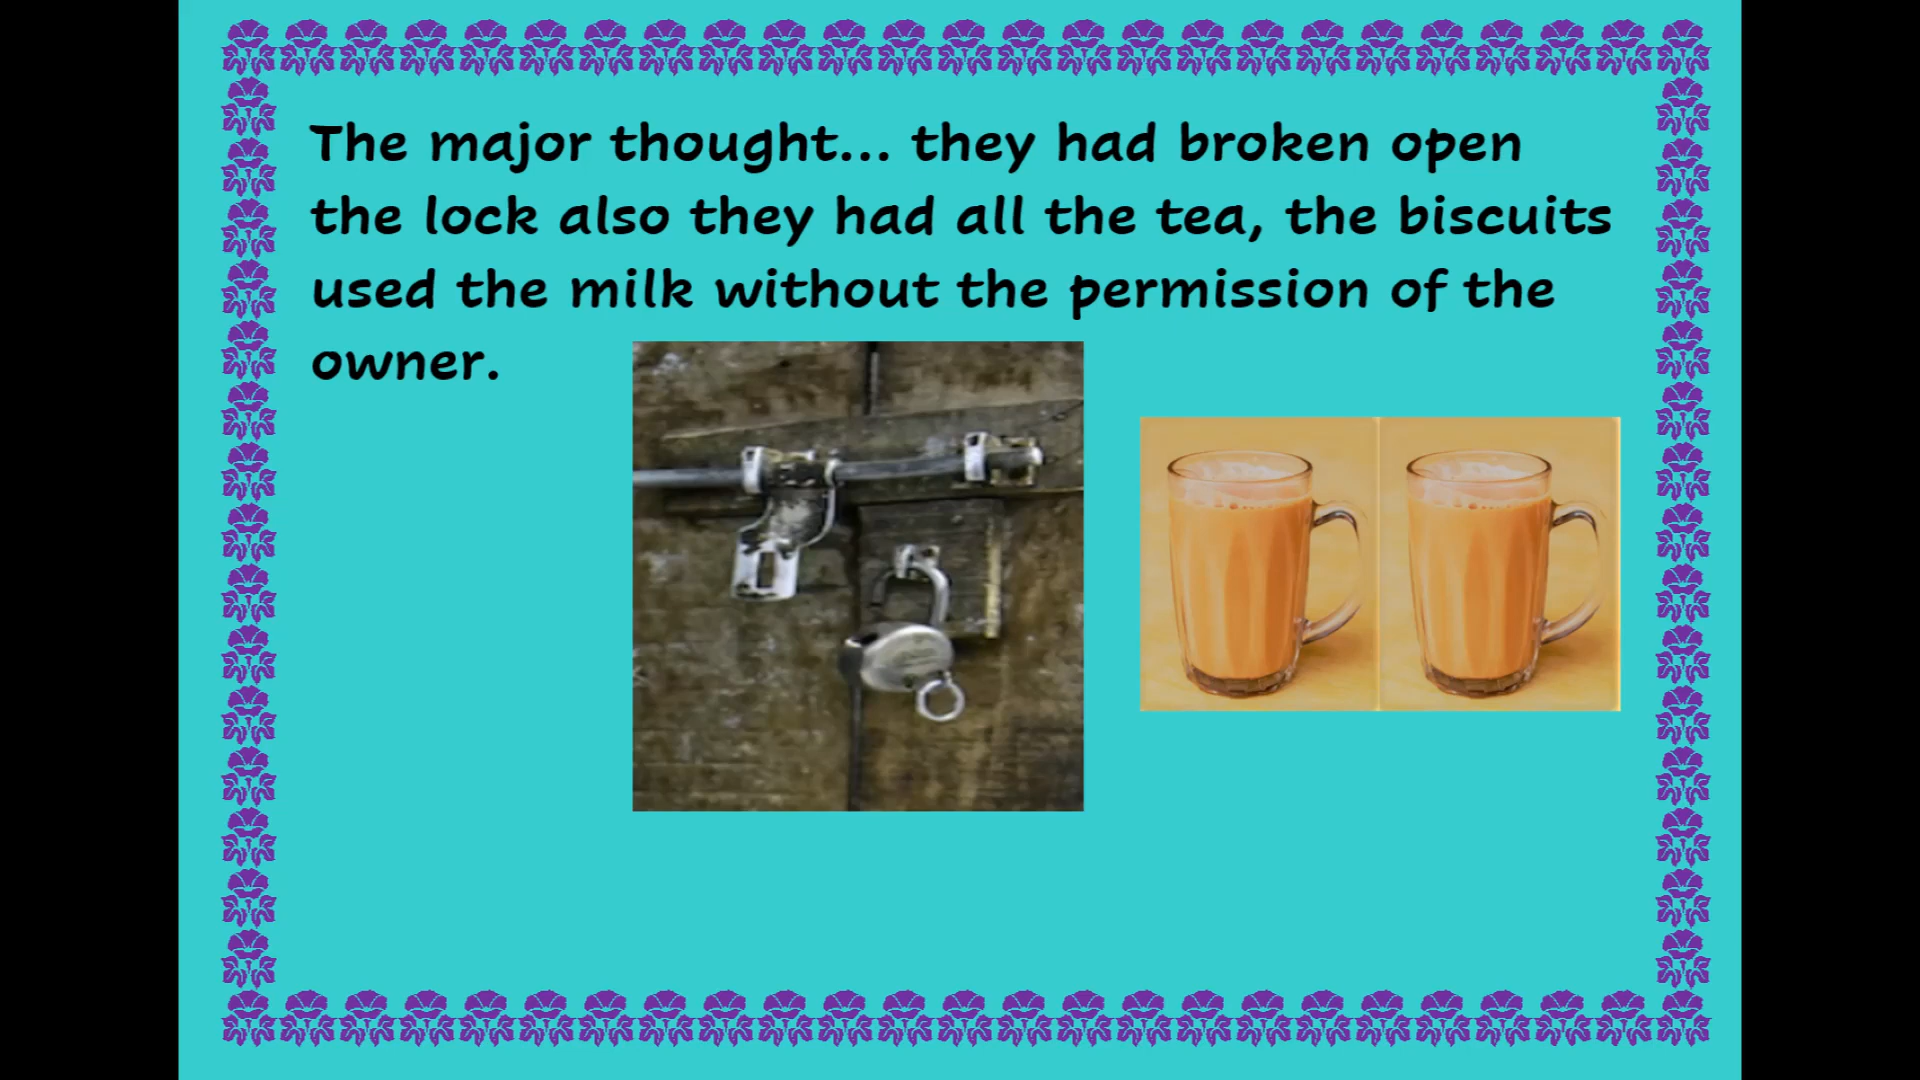 The major thought... they had broken open
the lock also they had all the tea, the biscuits
used the milk without the permission of the
owner.